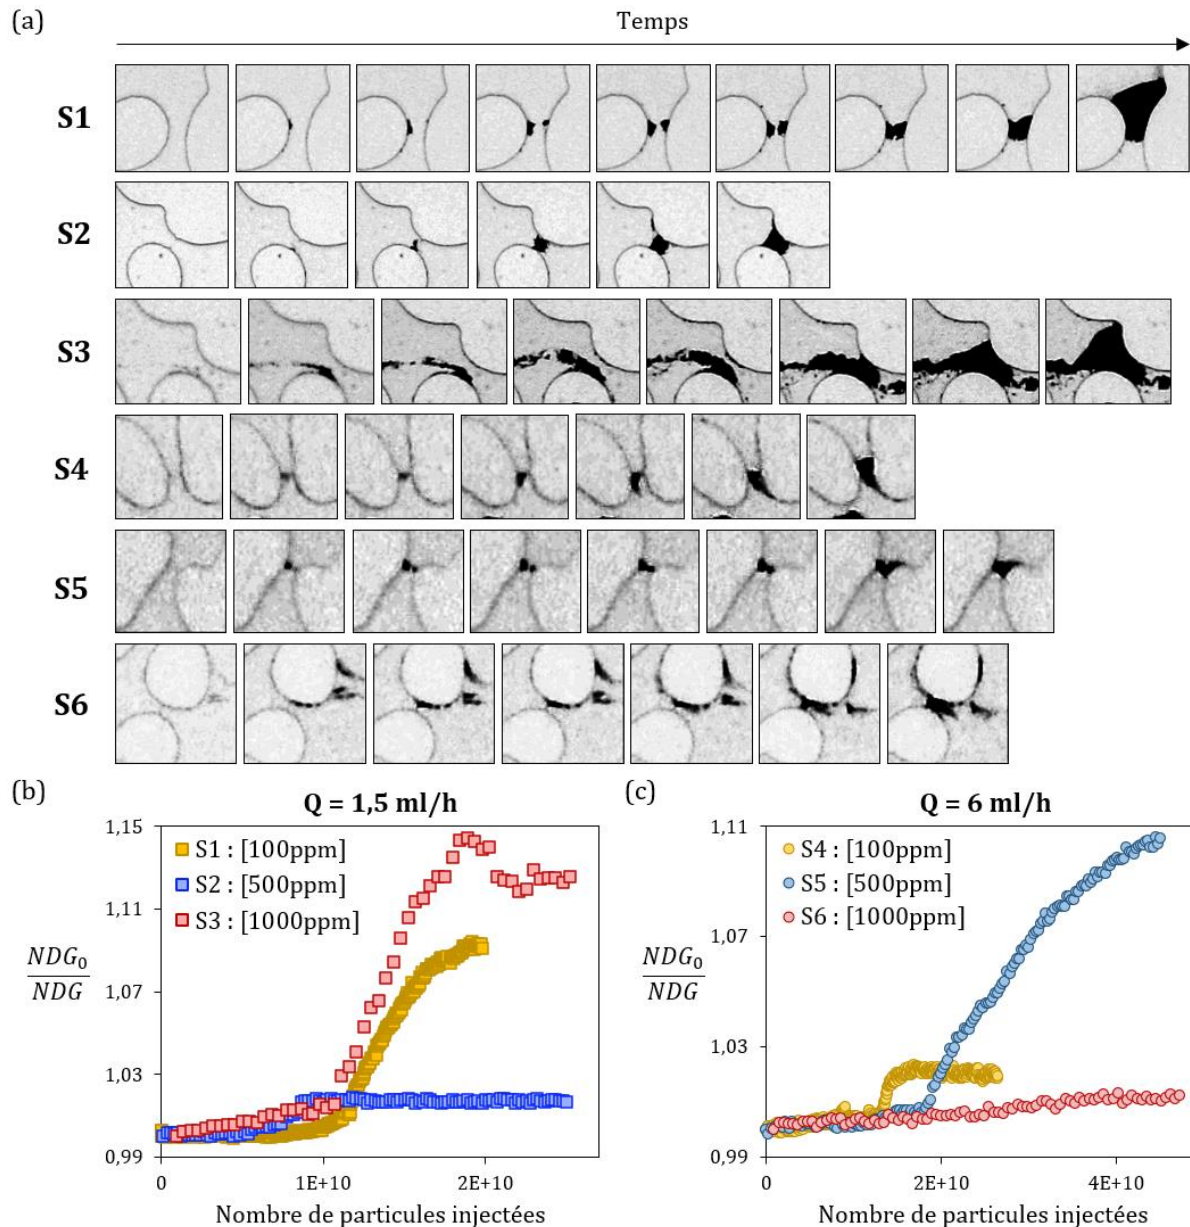 (a)
Temps
S1
S2
S3
S4
S5
S6
(b)
Q = 1,5 ml/h
1,15
1,11
1,07
1,03
0,99
NDG₀
NDG
S1 : [100ppm]
S2 : [500ppm]
S3 : [1000ppm]
0
1E+10
2E+10
Nombre de particules injectées
(c)
Q = 6 ml/h
1,11
1,07
1,03
0,99
NDG₀
NDG
S4 : [100ppm]
S5 : [500ppm]
S6 : [1000ppm]
0
2E+10
4E+10
Nombre de particules injectées